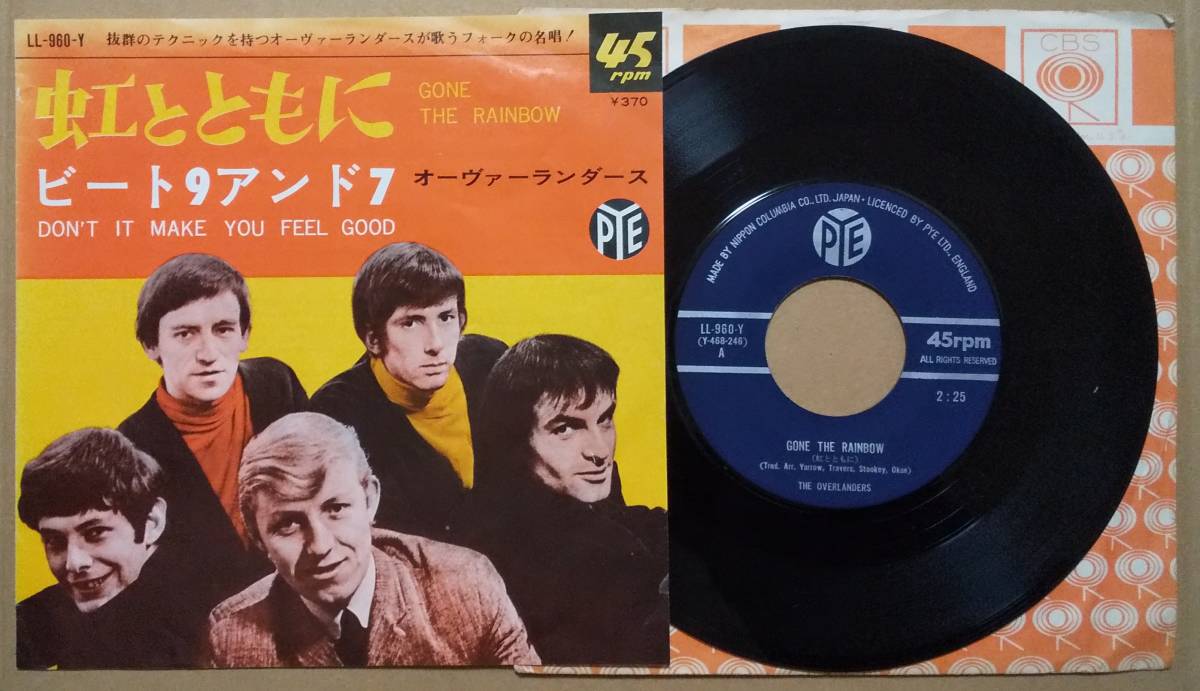 LL-960-Y 抜群のテクニックを持つオーヴァーランダースが歌うフォークの名唱!
45
rpm
¥370
虹とともに
GONE
THE RAINBOW
ビート9アンド7
オーヴァーランダース
DON'T IT MAKE YOU FEEL GOOD
PYE
CBS
MADE BY NIPPON COLUMBIA CO., LTD. JAPAN • LICENCED BY PYE LTD., ENGLAND
PYE
LL-960-Y
(Y-468-246)
A
45rpm
ALL RIGHTS RESERVED
2:25
GONE THE RAINBOW
(虹とともに)
(Trad. Arr. Yarrow, Travers, Stookey, Okun)
THE OVERLANDERS